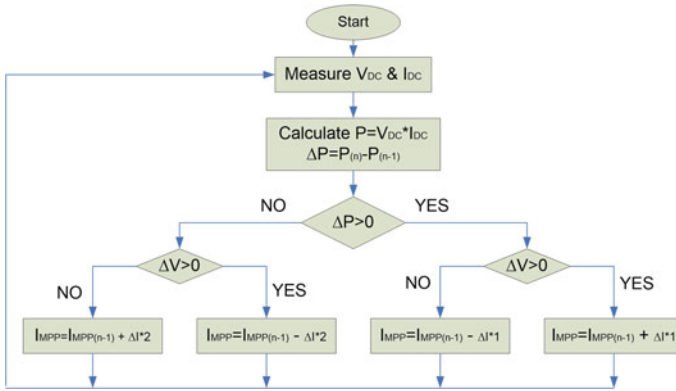 Start
Measure VDC & IDC
Calculate P=VDC*IDC
ΔP=P(n)-P(n-1)
NO
YES
ΔP>0
ΔV>0
ΔV>0
NO
YES
NO
YES
IMPP=IMPP(n-1) + ΔI*2
IMPP=IMPP(n-1) - ΔI*2
IMPP=IMPP(n-1) - ΔI*1
IMPP=IMPP(n-1) + ΔI*1